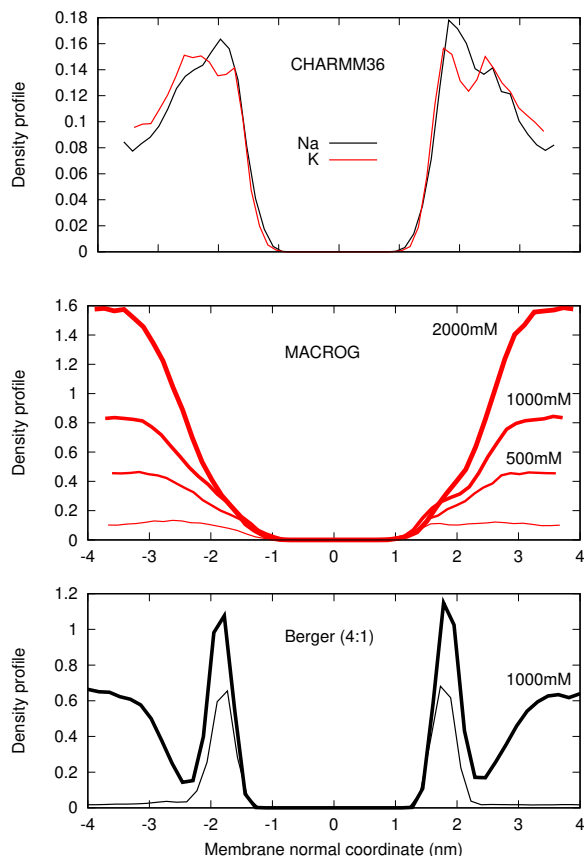 0.18
0.16
0.14
0.12
0.1
0.08
0.06
0.04
0.02
0
Density profile
CHARMM36
Na
K
1.6
1.4
1.2
1
0.8
0.6
0.4
0.2
0
Density profile
MACROG
2000mM
1000mM
500mM
-4 -3 -2 -1 0 1 2 3 4
1.2
1
0.8
0.6
0.4
0.2
0
Density profile
Berger (4:1)
1000mM
-4 -3 -2 -1 0 1 2 3 4
Membrane normal coordinate (nm)